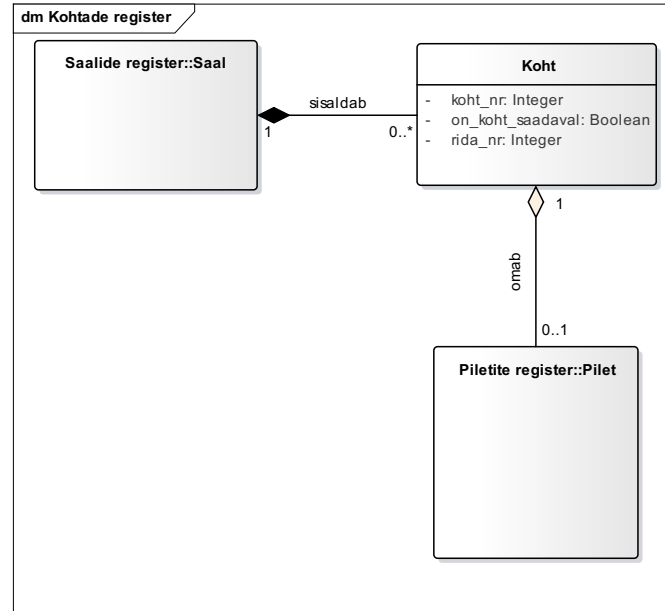 dm Kohtade register
Saalide register::Saal
Koht
- koht_nr: Integer
- on_koht_saadaval: Boolean
- rida_nr: Integer
sisaldab
1
0..*
1
omab
0..1
Piletite register::Pilet